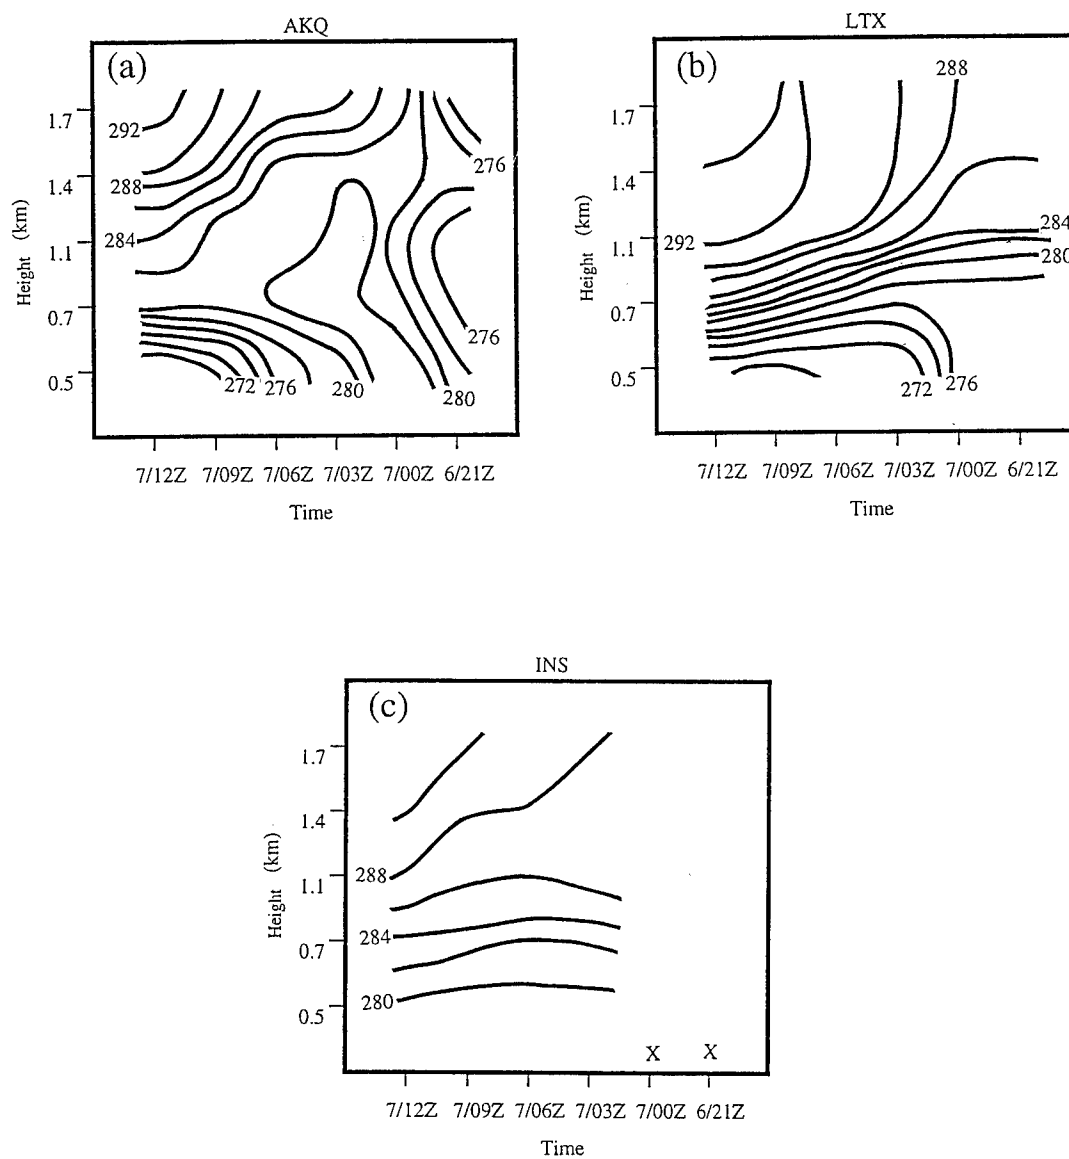 AKQ
(a)
1.7
1.4
1.1
0.7
0.5
Height (km)
292
288
284
276
276
272 276 280 280
7/12Z 7/09Z 7/06Z 7/03Z 7/00Z 6/21Z
Time
LTX
(b)
288
1.7
1.4
1.1
0.7
0.5
Height (km)
292
284
280
276
272
7/12Z 7/09Z 7/06Z 7/03Z 7/00Z 6/21Z
Time
INS
(c)
1.7
1.4
1.1
0.7
0.5
Height (km)
288
284
280
X X
7/12Z 7/09Z 7/06Z 7/03Z 7/00Z 6/21Z
Time